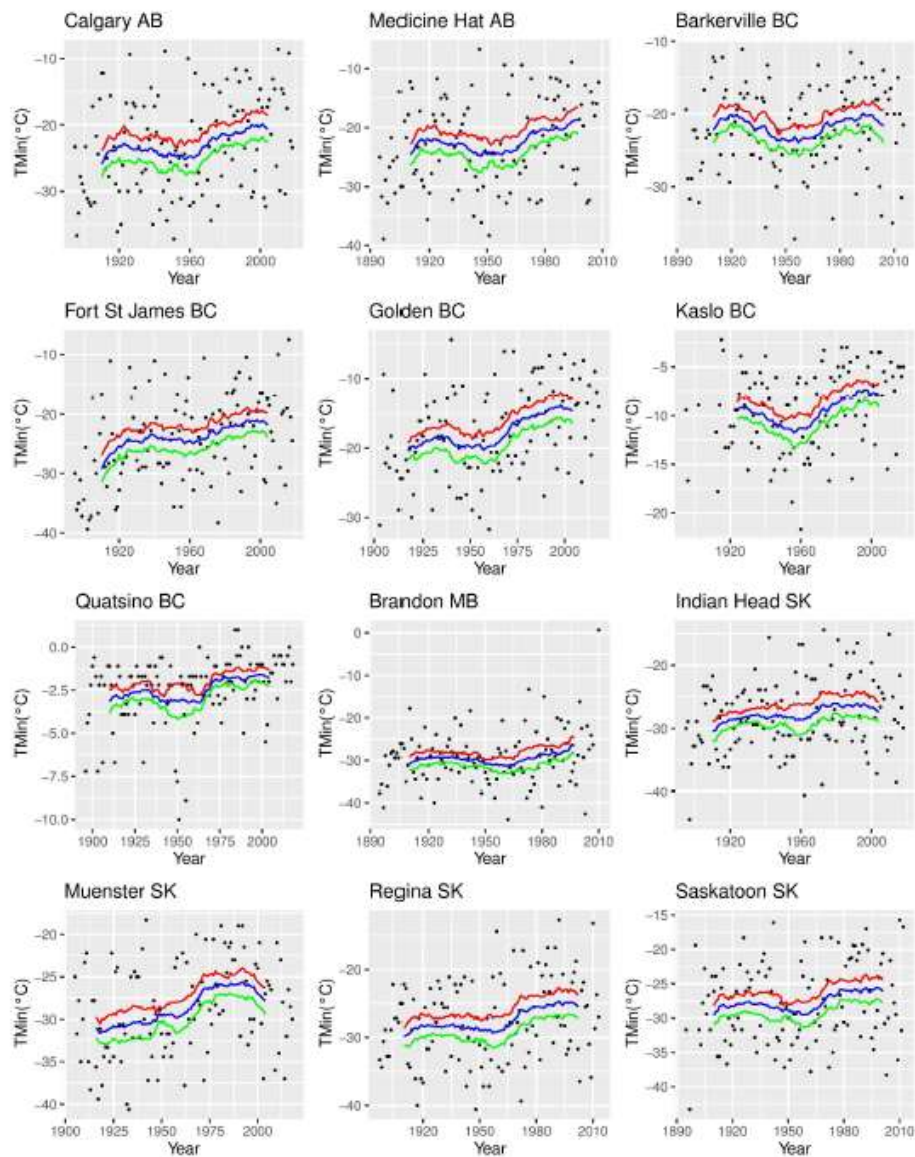 Calgary AB
Medicine Hat AB
Barkerville BC
TMin(°C)
−10
−20
−30
1920
1960
2000
Year
TMin(°C)
−10
−20
−30
−40
1890
1920
1950
1980
2010
Year
TMin(°C)
−10
−20
−30
1890
1920
1950
1980
2010
Year
Fort St James BC
Golden BC
Kaslo BC
TMin(°C)
−10
−20
−30
−40
1920
1960
2000
Year
TMin(°C)
−10
−20
−30
1900
1925
1950
1975
2000
Year
TMin(°C)
−5
−10
−15
−20
1920
1960
2000
Year
Quatsino BC
Brandon MB
Indian Head SK
TMin(°C)
0.0
−2.5
−5.0
−7.5
−10.0
1900
1925
1950
1975
2000
Year
TMin(°C)
0
−10
−20
−30
−40
1890
1920
1950
1980
2010
Year
TMin(°C)
−20
−30
−40
1920
1960
2000
Year
Muenster SK
Regina SK
Saskatoon SK
TMin(°C)
−20
−25
−30
−35
−40
1900
1925
1950
1975
2000
Year
TMin(°C)
−20
−30
−40
1920
1950
1980
2010
Year
TMin(°C)
−15
−20
−25
−30
−35
−40
1890
1920
1950
1980
2010
Year